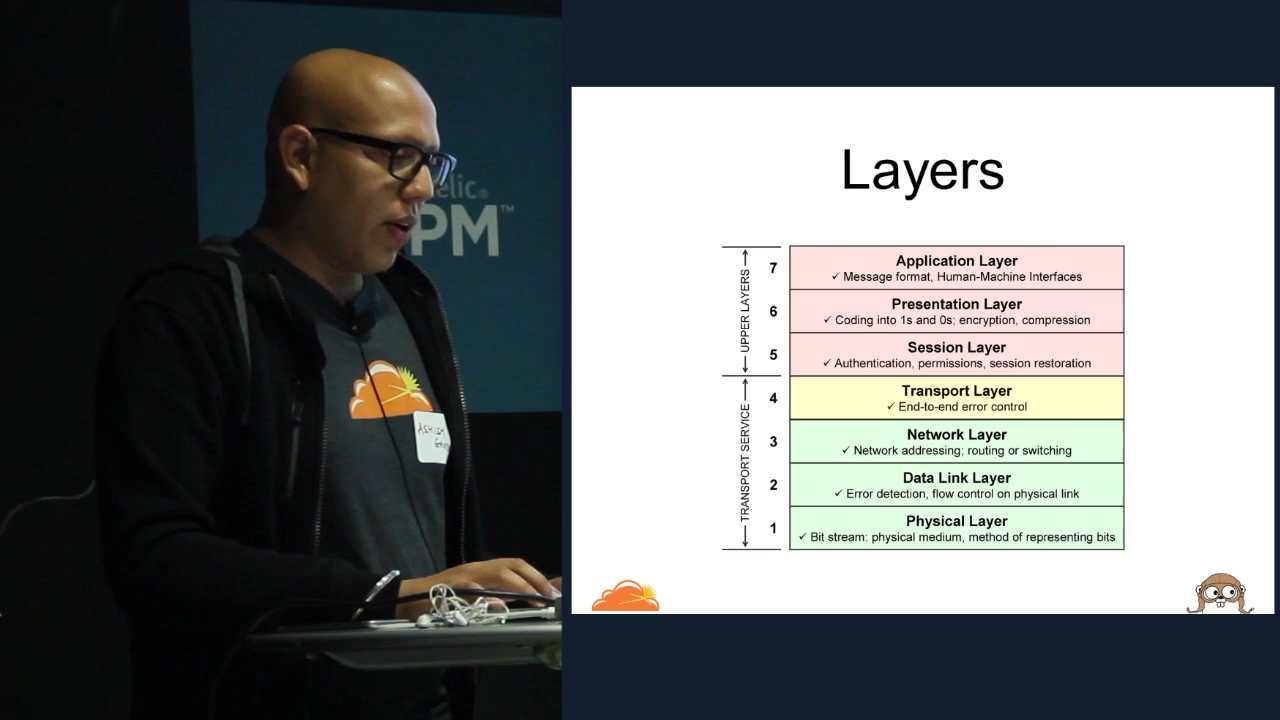 elic®
PM™
ASHISH
Layers
UPPER LAYERS
TRANSPORT SERVICE
7
Application Layer
✓ Message format, Human-Machine Interfaces
6
Presentation Layer
✓ Coding into 1s and 0s; encryption, compression
5
Session Layer
✓ Authentication, permissions, session restoration
4
Transport Layer
✓ End-to-end error control
3
Network Layer
✓ Network addressing; routing or switching
2
Data Link Layer
✓ Error detection, flow control on physical link
1
Physical Layer
✓ Bit stream: physical medium, method of representing bits